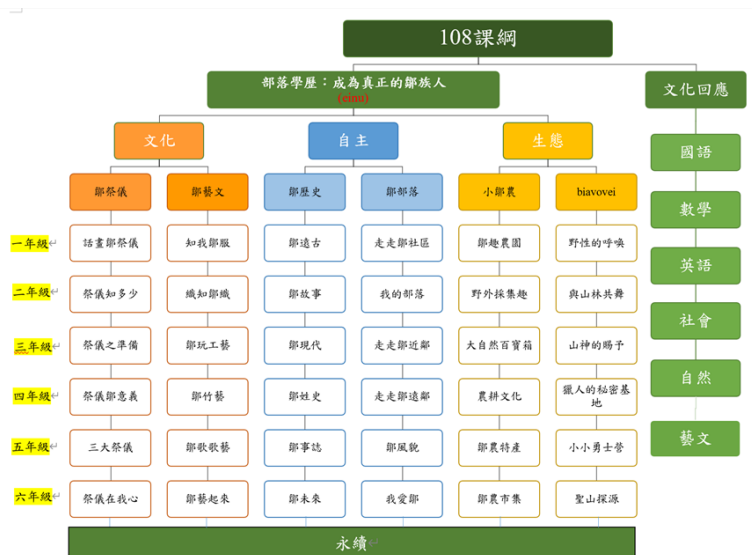 108課綱
部落學歷：成為真正的鄒族人
(emu)
文化回應
文化
自主
生態
國語
數學
英語
社會
自然
藝文
鄒祭儀
鄒藝文
鄒歷史
鄒部落
小鄒農
biavovei
一年級
話畫鄒祭儀
知我鄒服
鄒遠古
走走鄒社區
鄒趣農園
野性的呼喚
二年級
祭儀知多少
織知鄒織
鄒故事
我的部落
野外採集趣
與山林共舞
三年級
祭儀之準備
鄒玩工藝
鄒現代
走走鄒近鄰
大自然百寶箱
山神的賜予
四年級
祭儀鄒意義
鄒竹藝
鄒姓史
走走鄒遠鄰
農耕文化
獵人的秘密基
地
五年級
三大祭儀
鄒歌歌藝
鄒事誌
鄒風貌
鄒農特產
小小勇士營
六年級
祭儀在我心
鄒藝起來
鄒未來
我愛鄒
鄒農市集
聖山探源
永續